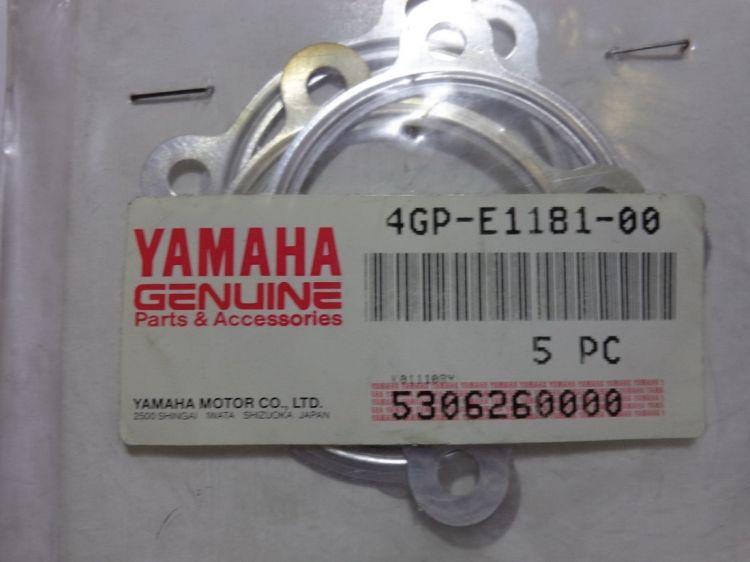 4GP-E1181-00
YAMAHA
GENUINE
Parts & Accessories
5 PC
YAMAHA MOTOR CO., LTD.
2500 SHINGAI IWATA SHIZUOKA JAPAN
5306260000